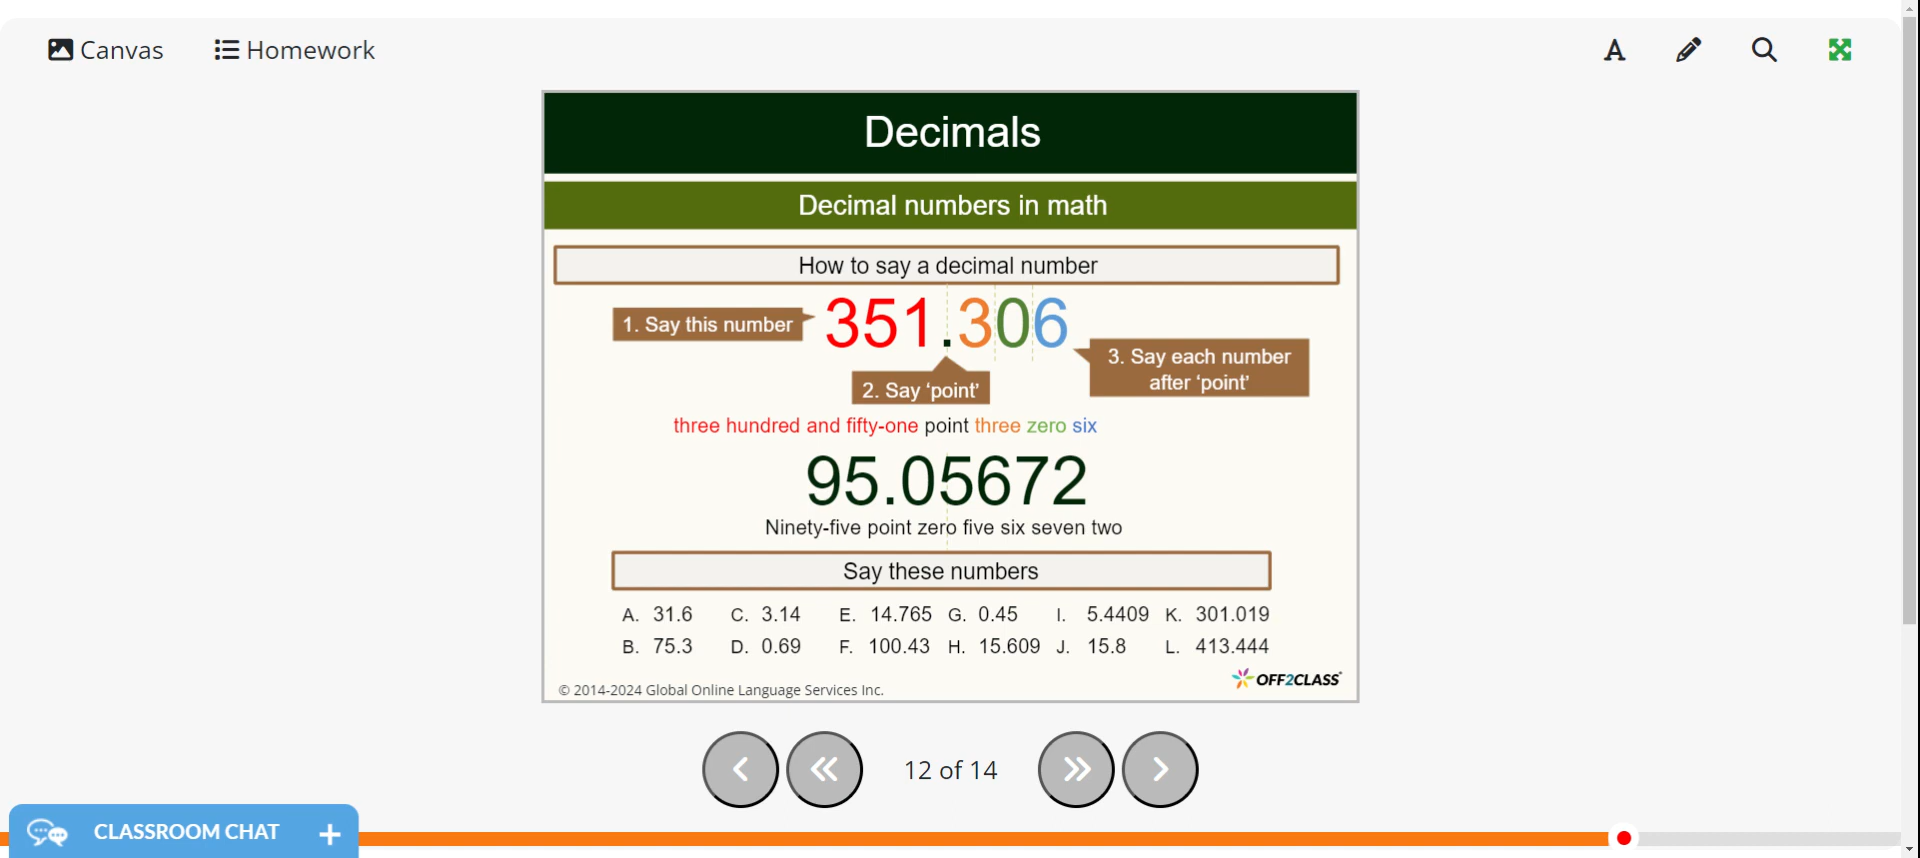 Canvas
Homework
A
Decimals
Decimal numbers in math
How to say a decimal number
1. Say this number
351.306
2. Say ‘point’
3. Say each number
after ‘point’
three hundred and fifty-one point three zero six
95.05672
Ninety-five point zero five six seven two
Say these numbers
A. 31.6 C. 3.14 E. 14.765 G. 0.45 I. 5.4409 K. 301.019
B. 75.3 D. 0.69 F. 100.43 H. 15.609 J. 15.8 L. 413.444
© 2014-2024 Global Online Language Services Inc.
OFF2CLASS
12 of 14
CLASSROOM CHAT +